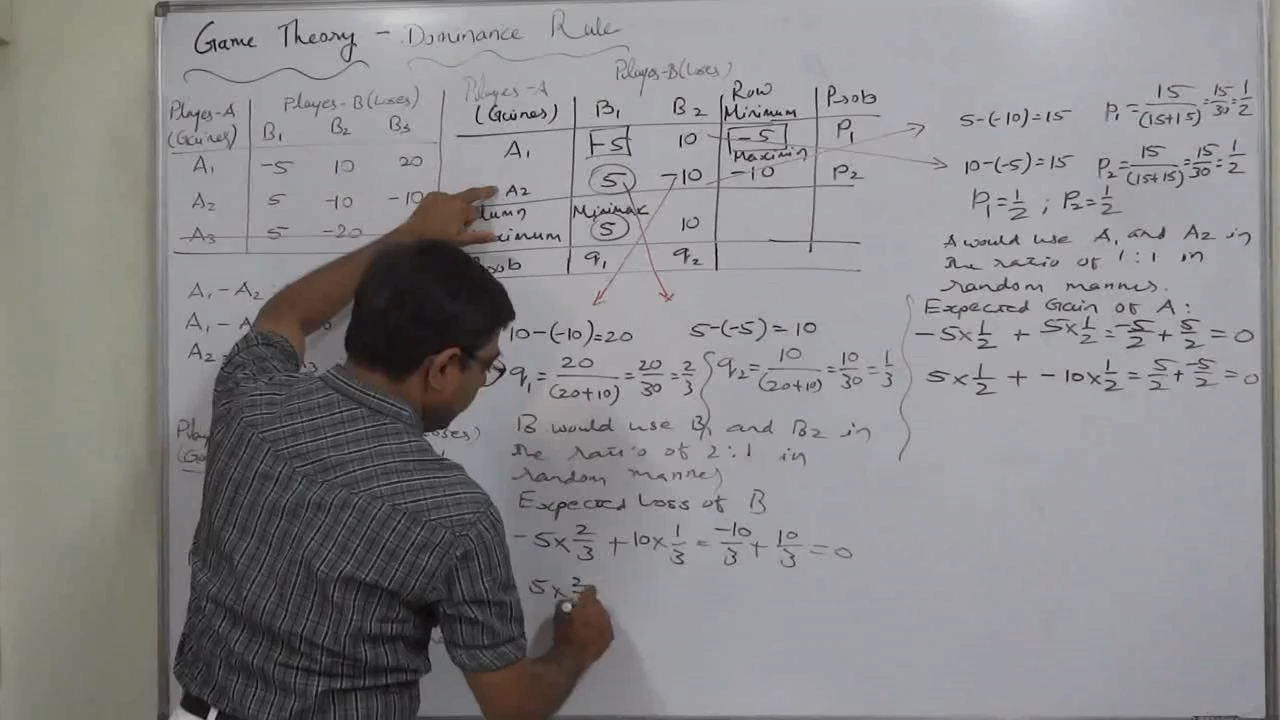 Game Theory - Dominance Rule
Player-A Player-B(Loses)
(Gaines) B₁ B₂ B₃
A₁ -5 10 20
A₂ 5 -10 -10
A₃ 5 -20
A₁ - A₂
A₁ - A
A₂
Player-A Player-B(Loses)
(Gaines) B₁ B₂ Row Minimum Prob
A₁ -5 10 -5 P₁
Maximin
A₂ 5 -10 -10 P₂
Minimax
5 10
q₁ q₂
10-(-10)=20 5-(-5)=10
q₁ = 20/(20+10) = 20/30 = 2/3 q₂ = 10/(20+10) = 10/30 = 1/3
B would use B₁ and B₂ in
the ratio of 2:1 in
random manner
Expected Loss of B
-5×2/3 + 10×1/3 = -10/3 + 10/3 = 0
5×2
5-(-10)=15 P₁ = 15/(15+15) = 15/30 = 1/2
10-(-5)=15 P₂ = 15/(15+15) = 15/30 = 1/2
P₁ = 1/2 ; P₂ = 1/2
A would use A₁ and A₂ in
the ratio of 1:1 in
random manner.
Expected Gain of A:
-5×1/2 + 5×1/2 = -5/2 + 5/2 = 0
5×1/2 + -10×1/2 = 5/2 + -5/2 = 0